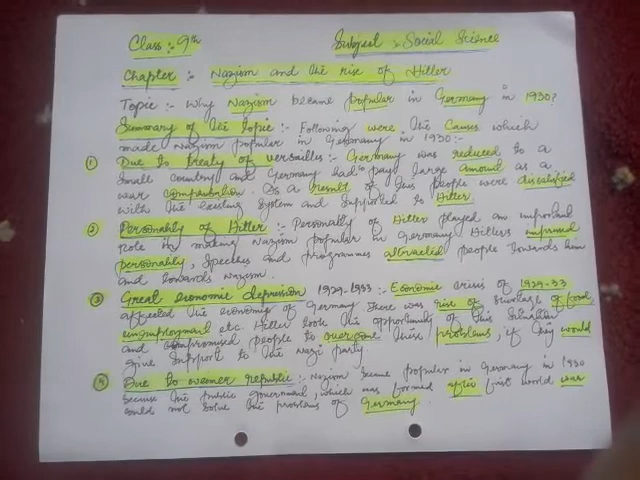 Class :- 9th Subject :- Social Science
Chapter :- Nazism and the rise of Hitler
Topic :- Why Nazism became popular in Germany in 1930?
Summary of the Topic :- Following were the Causes which
made Nazism popular in Germany in 1930 :-
① Due to Treaty of versailles :- Germany was reduced to a
Small country and Germany had to pay large amount as a
war compensation. As a result of this people were dissatisfied
with the existing system and supported to Hitler
② Personality of Hitler :- Personality of Hitler played an important
Role in making Nazism popular in Germany Hitler's
personality, Speeches and programmes attracted people towards him
and towards Nazism.
③ Great economic depression 1929-1933 :- Economic crisis of 1929-33
affected the economy of Germany. There was rise of shortage of food,
unemployment etc. Hitler took the opportunity of this situation
and people to these problems, if they would
give Support to the Nazi party
④ Due to weimer republic :- Nazism became popular in Germany in 1930
because the public government, which was formed after first world war
could not solve the problems of Germany.